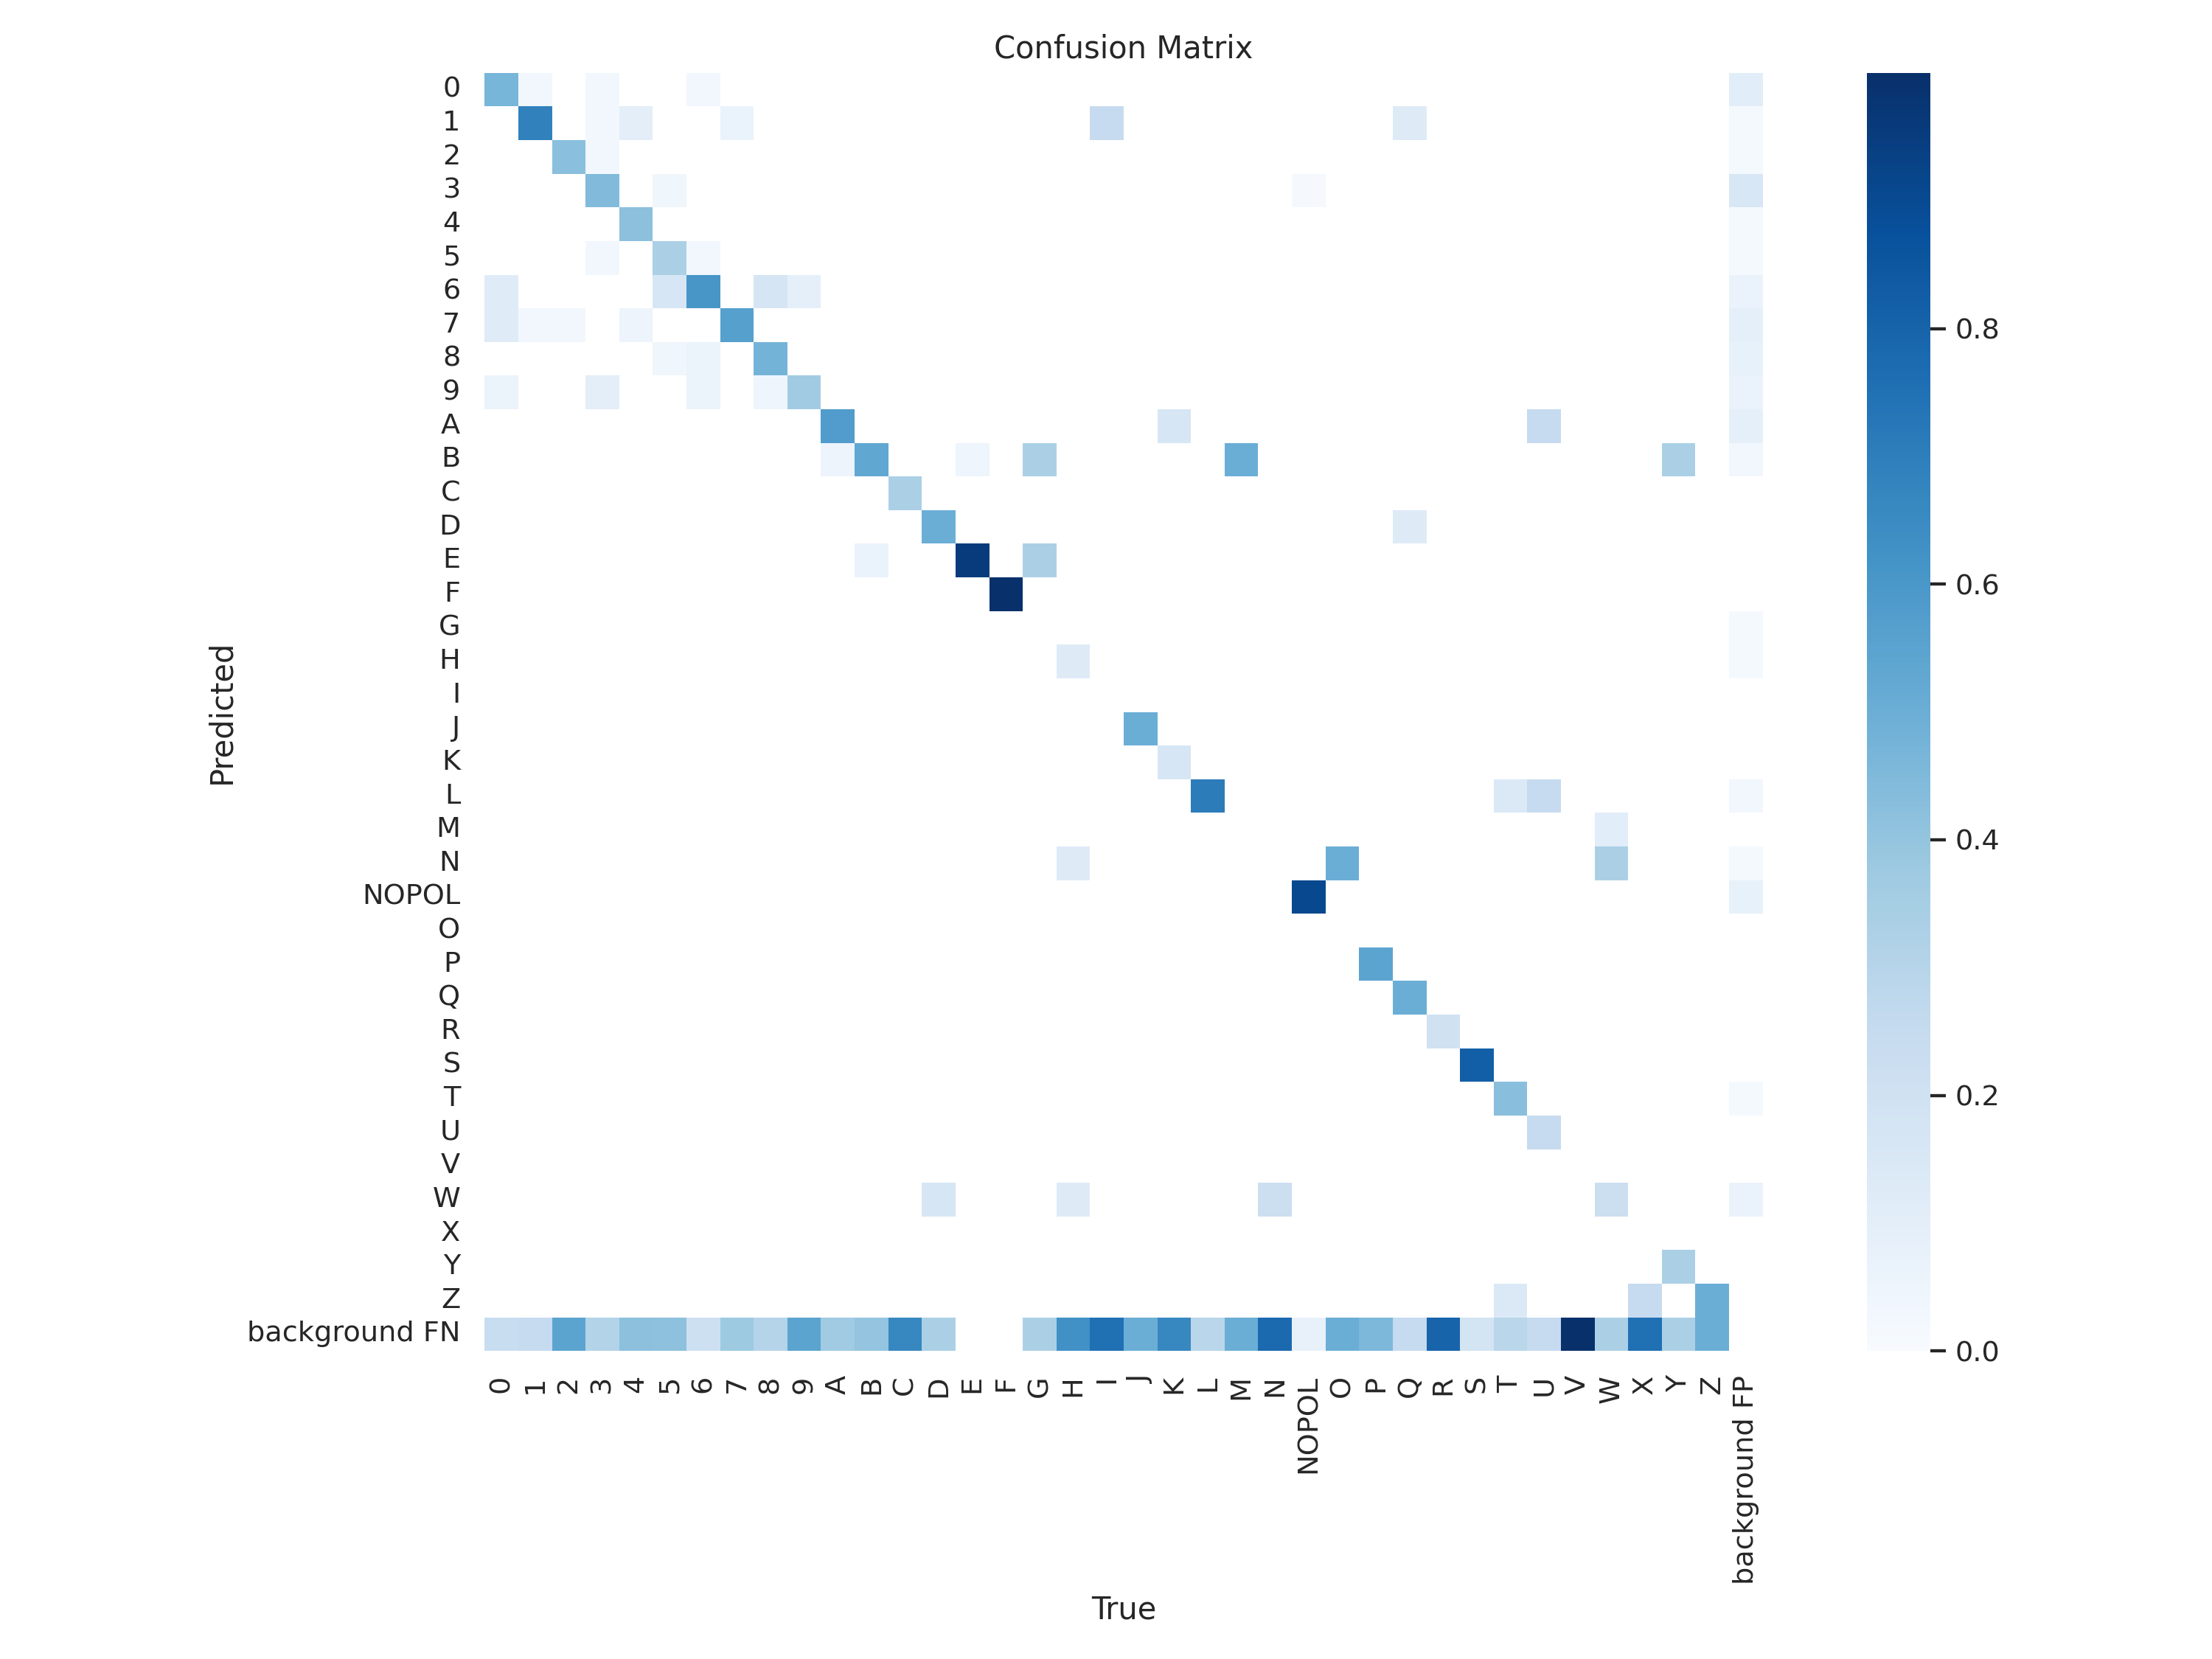 Confusion Matrix
Predicted
0
1
2
3
4
5
6
7
8
9
A
B
C
D
E
F
G
H
I
J
K
L
M
N
NOPOL
O
P
Q
R
S
T
U
V
W
X
Y
Z
background FN
0 1 2 3 4 5 6 7 8 9 A B C D E F G H I J K L M N NOPOL O P Q R S T U V W X Y Z background FP
True
0.8
0.6
0.4
0.2
0.0